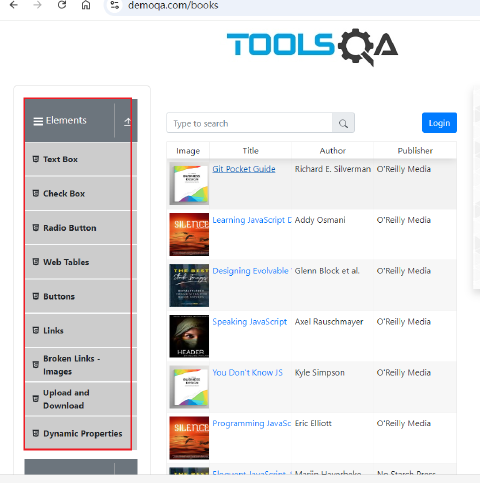 demoqa.com/books
TOOLSQA
Elements
Text Box
Check Box
Radio Button
Web Tables
Buttons
Links
Broken Links -
Images
Upload and
Download
Dynamic Properties
Type to search
Login
Image Title Author Publisher
Git Pocket Guide Richard E. Silverman O'Reilly Media
Learning JavaScript D Addy Osmani O'Reilly Media
SILENCE
Designing Evolvable Glenn Block et al. O'Reilly Media
THE BEST
Speaking JavaScript Axel Rauschmayer O'Reilly Media
HEADER
You Don't Know JS Kyle Simpson O'Reilly Media
Programming JavaSc Eric Elliott O'Reilly Media
SILENCE
Eloquent JavaScript, Marijn Haverbeke No Starch Press
THE BEST